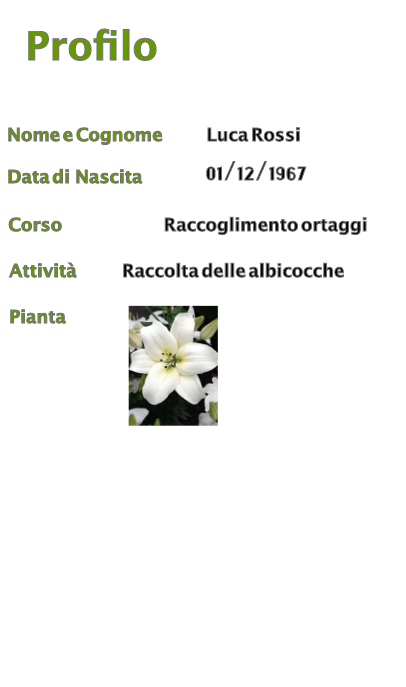 Profilo
Nome e Cognome Luca Rossi
Data di Nascita 01/12/1967
Corso Raccoglimento ortaggi
Attività Raccolta delle albicocche
Pianta